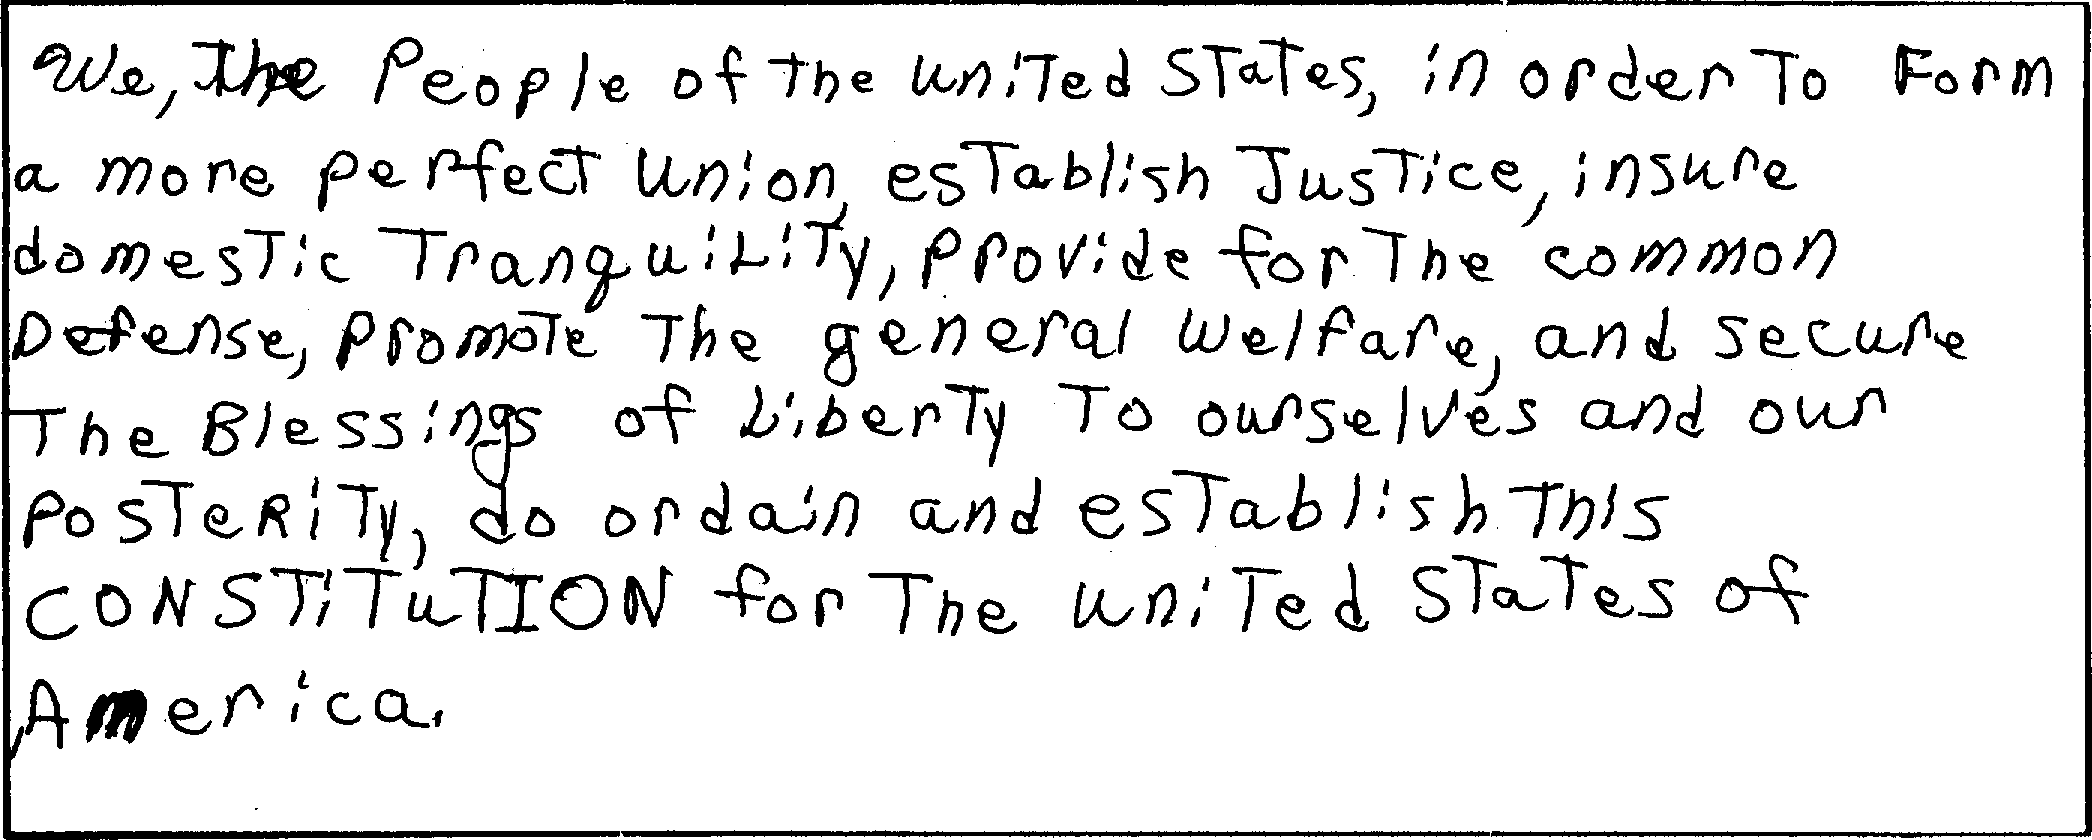 We, the People of the united States, in order To Form
a more perfect Union, esTablish JusTice, insure
domesTic TranquiLiTy, Provide for The common
Defense, PromoTe The general Welfare, and secure
The Blessings of LiberTy To ourselves and our
PosTeRiTy, do ordain and esTablish This
CONSTiTuTION for The uniTed STaTes of
America.